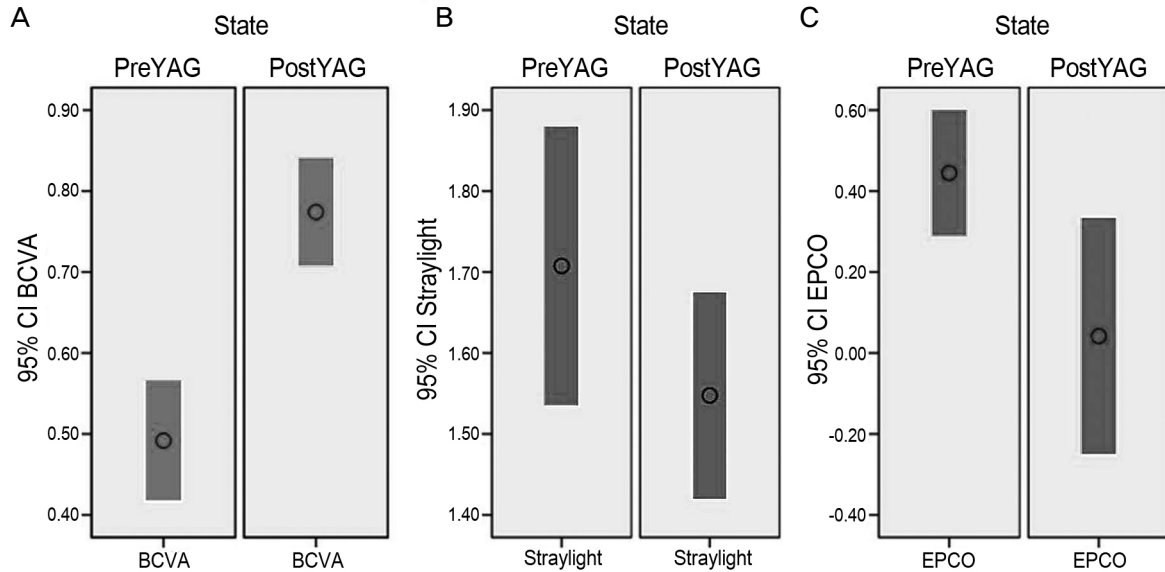 A
State
PreYAG PostYAG
95% CI BCVA
0.90
0.80
0.70
0.60
0.50
0.40
BCVA BCVA
B
State
PreYAG PostYAG
95% CI Straylight
1.90
1.80
1.70
1.60
1.50
1.40
Straylight Straylight
C
State
PreYAG PostYAG
95% CI EPCO
0.60
0.40
0.20
0.00
-0.20
-0.40
EPCO EPCO